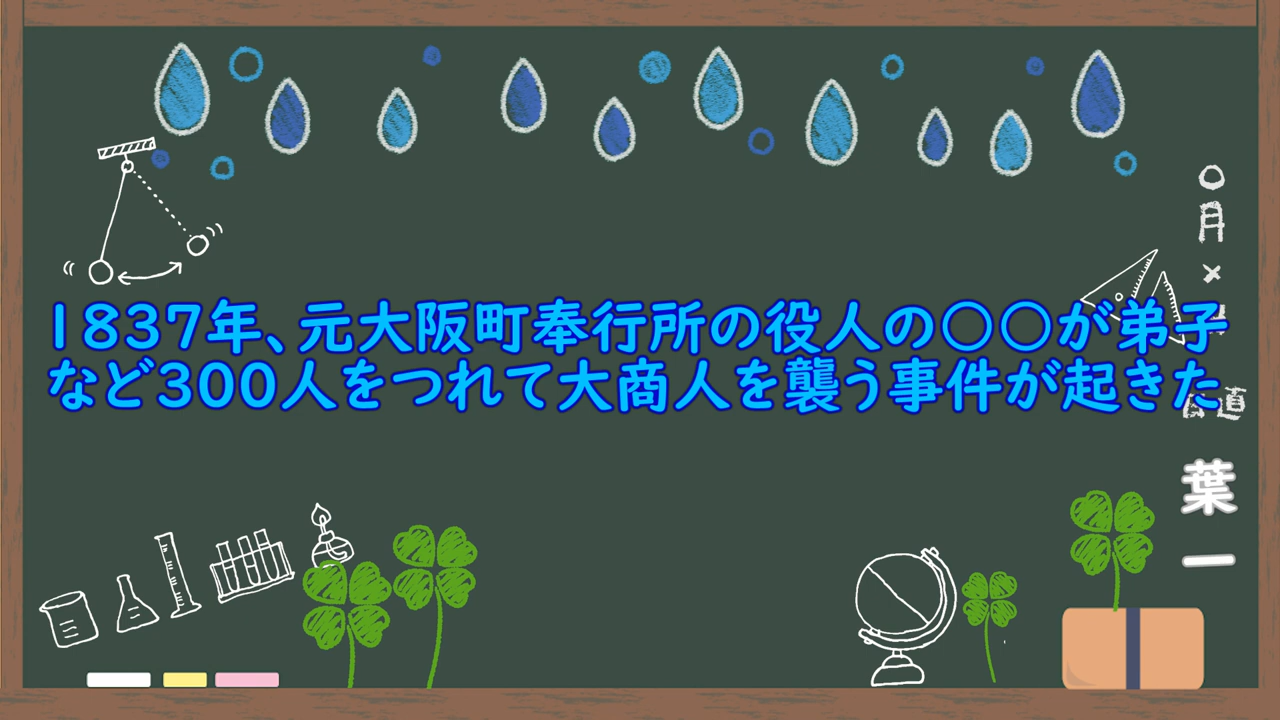 1837年、元大阪町奉行所の役人の〇〇が弟子
など300人をつれて大商人を襲う事件が起きた
〇月×
直
葉一